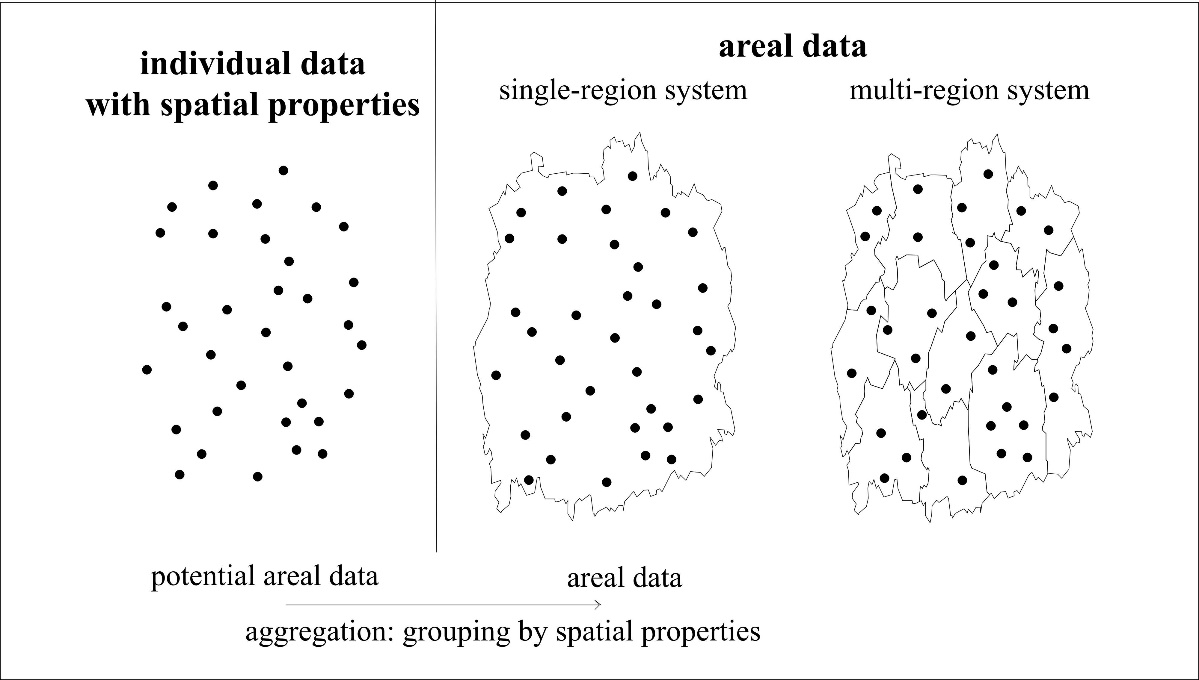 individual data
with spatial properties
areal data
single-region system
multi-region system
potential areal data
areal data
aggregation: grouping by spatial properties